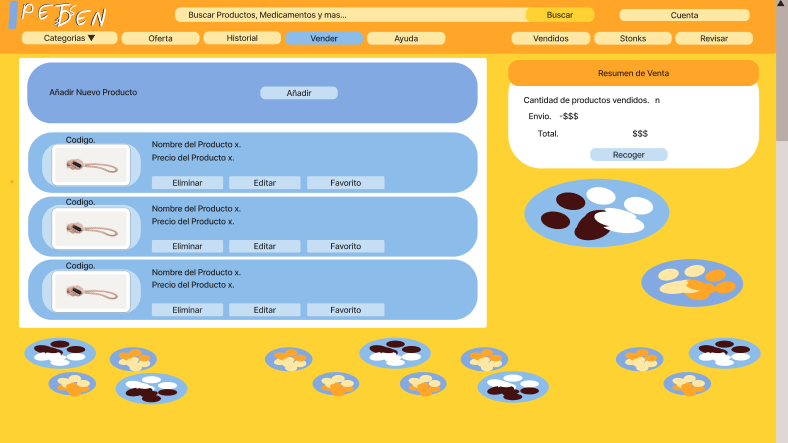 PETSDEN
Buscar Productos, Medicamentos y mas...
Buscar
Cuenta
Categorias ▼
Oferta
Historial
Vender
Ayuda
Vendidos
Stonks
Revisar
Añadir Nuevo Producto
Añadir
Codigo.
Nombre del Producto x.
Precio del Producto x.
Eliminar
Editar
Favorito
Codigo.
Nombre del Producto x.
Precio del Producto x.
Eliminar
Editar
Favorito
Codigo.
Nombre del Producto x.
Precio del Producto x.
Eliminar
Editar
Favorito
Resumen de Venta
Cantidad de productos vendidos. n
Envio. -$$$
Total. $$$
Recoger